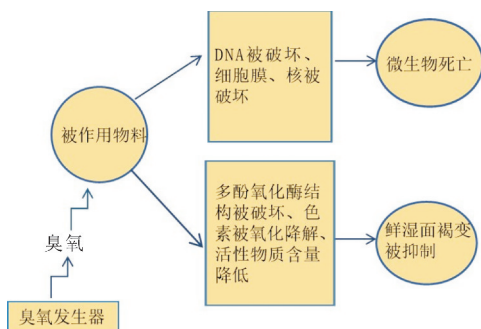 DNA被破坏、
细胞膜、核被
破坏
微生物死亡
被作用物料
多酚氧化酶结
构被破坏、色
素被氧化降解、
活性物质含量
降低
鲜湿面褐变
被抑制
臭氧
臭氧发生器